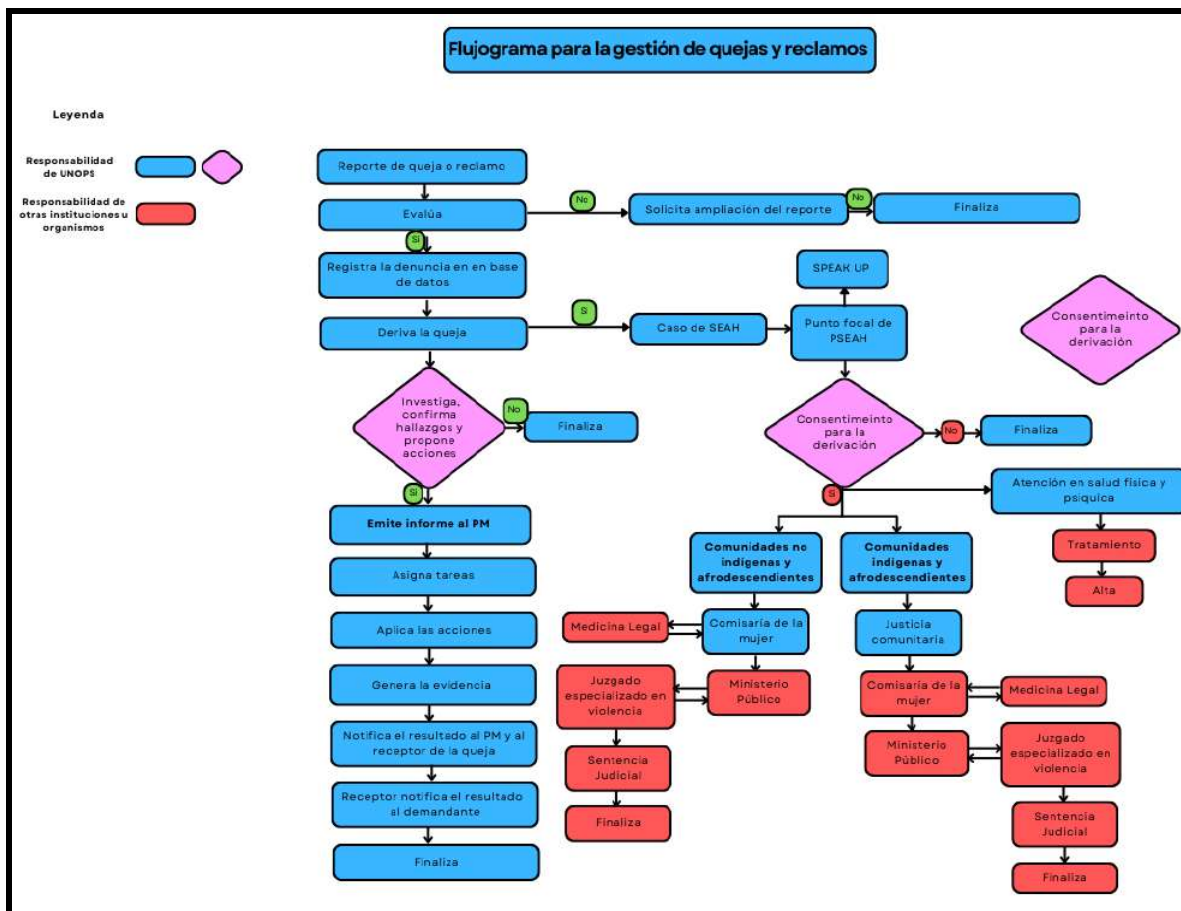 Flujograma para la gestión de quejas y reclamos
Leyenda
Responsabilidad
de UNOPS
Responsabilidad de
otras instituciones u
organismos
Reporte de queja o reclamo
Evalúa
No
Solicita ampliación del reporte
No
Finaliza
Si
Registra la denuncia en en base
de datos
Deriva la queja
Si
Caso de SEAH
SPEAK UP
Punto focal de
PSEAH
Consentimeinto
para la
derivación
Investiga,
confirma
hallazgos y
propone
acciones
No
Finaliza
Consentimeinto
para la
derivación
No
Finaliza
Si
Si
Atención en salud física y
psíquica
Tratamiento
Alta
Emite informe al PM
Asigna tareas
Aplica las acciones
Genera la evidencia
Notifica el resultado al PM y al
receptor de la queja
Receptor notifica el resultado
al demandante
Finaliza
Comunidades no
indígenas y
afrodescendientes
Medicina Legal
Comisaría de la
mujer
Juzgado
especializado en
violencia
Ministerio
Público
Sentencia
Judicial
Finaliza
Comunidades
indígenas y
afrodescendientes
Justicia
comunitaria
Comisaría de la
mujer
Medicina Legal
Ministerio
Público
Juzgado
especializado en
violencia
Sentencia
Judicial
Finaliza